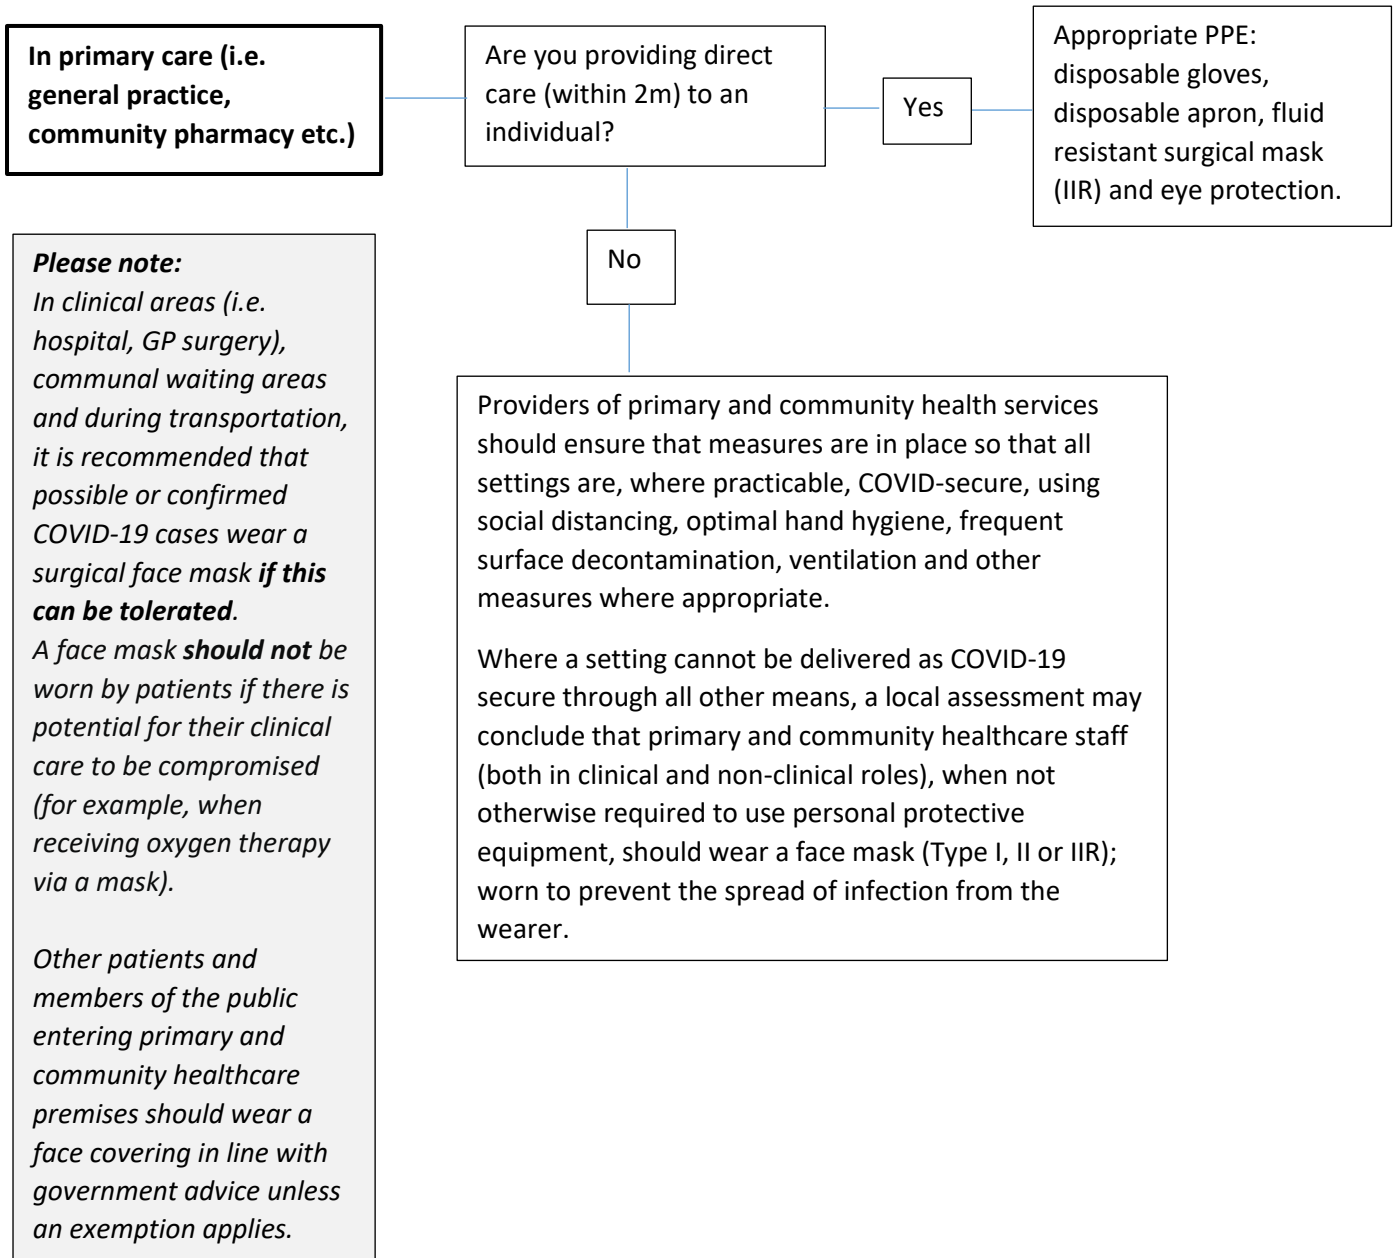 In primary care (i.e.
general practice,
community pharmacy etc.)
Are you providing direct
care (within 2m) to an
individual?
Yes
Appropriate PPE:
disposable gloves,
disposable apron, fluid
resistant surgical mask
(IIR) and eye protection.
No
Providers of primary and community health services
should ensure that measures are in place so that all
settings are, where practicable, COVID-secure, using
social distancing, optimal hand hygiene, frequent
surface decontamination, ventilation and other
measures where appropriate.
Where a setting cannot be delivered as COVID-19
secure through all other means, a local assessment may
conclude that primary and community healthcare staff
(both in clinical and non-clinical roles), when not
otherwise required to use personal protective
equipment, should wear a face mask (Type I, II or IIR);
worn to prevent the spread of infection from the
wearer.
Please note:
In clinical areas (i.e.
hospital, GP surgery),
communal waiting areas
and during transportation,
it is recommended that
possible or confirmed
COVID-19 cases wear a
surgical face mask if this
can be tolerated.
A face mask should not be
worn by patients if there is
potential for their clinical
care to be compromised
(for example, when
receiving oxygen therapy
via a mask).
Other patients and
members of the public
entering primary and
community healthcare
premises should wear a
face covering in line with
government advice unless
an exemption applies.